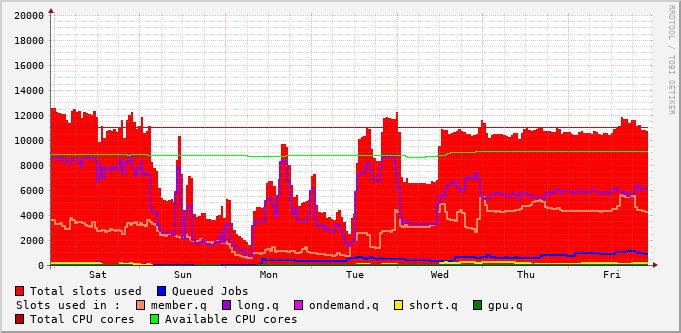 20000
18000
16000
14000
12000
10000
8000
6000
4000
2000
0
Sat Sun Mon Tue Wed Thu Fri
RRDTOOL / TOBI OETIKER
Total slots used Queued Jobs
Slots used in : member.q long.q ondemand.q short.q gpu.q
Total CPU cores Available CPU cores